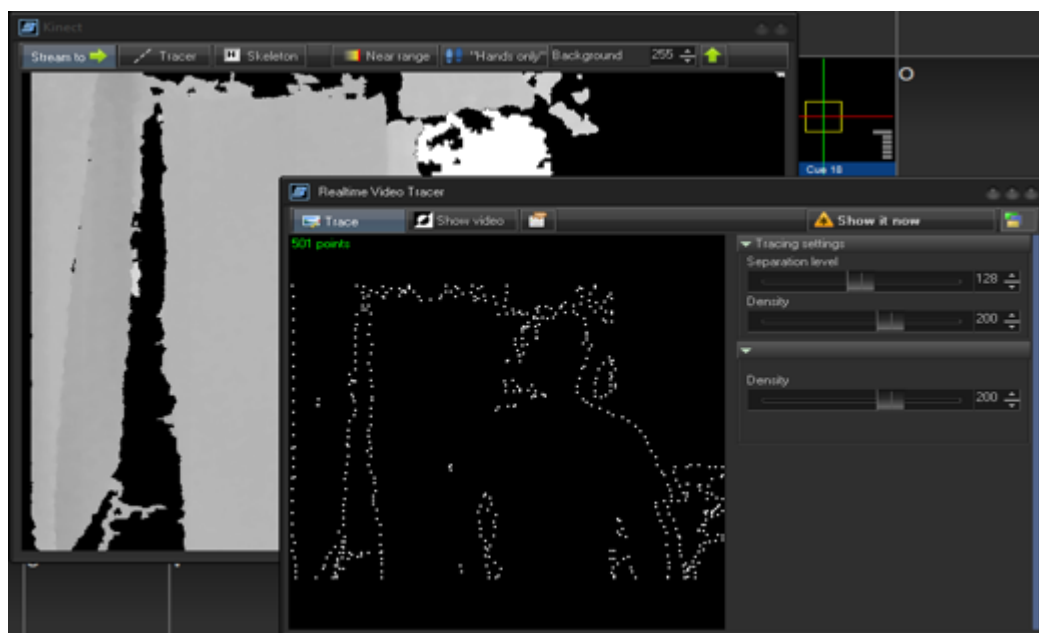 Kinect
Stream to Tracer Skeleton Near range "Hands only" Background 255
Cue 18
Realtime Video Tracer
Trace Show video Show it now
501 points
Tracing settings
Separation level
128
Density
200
Density
200